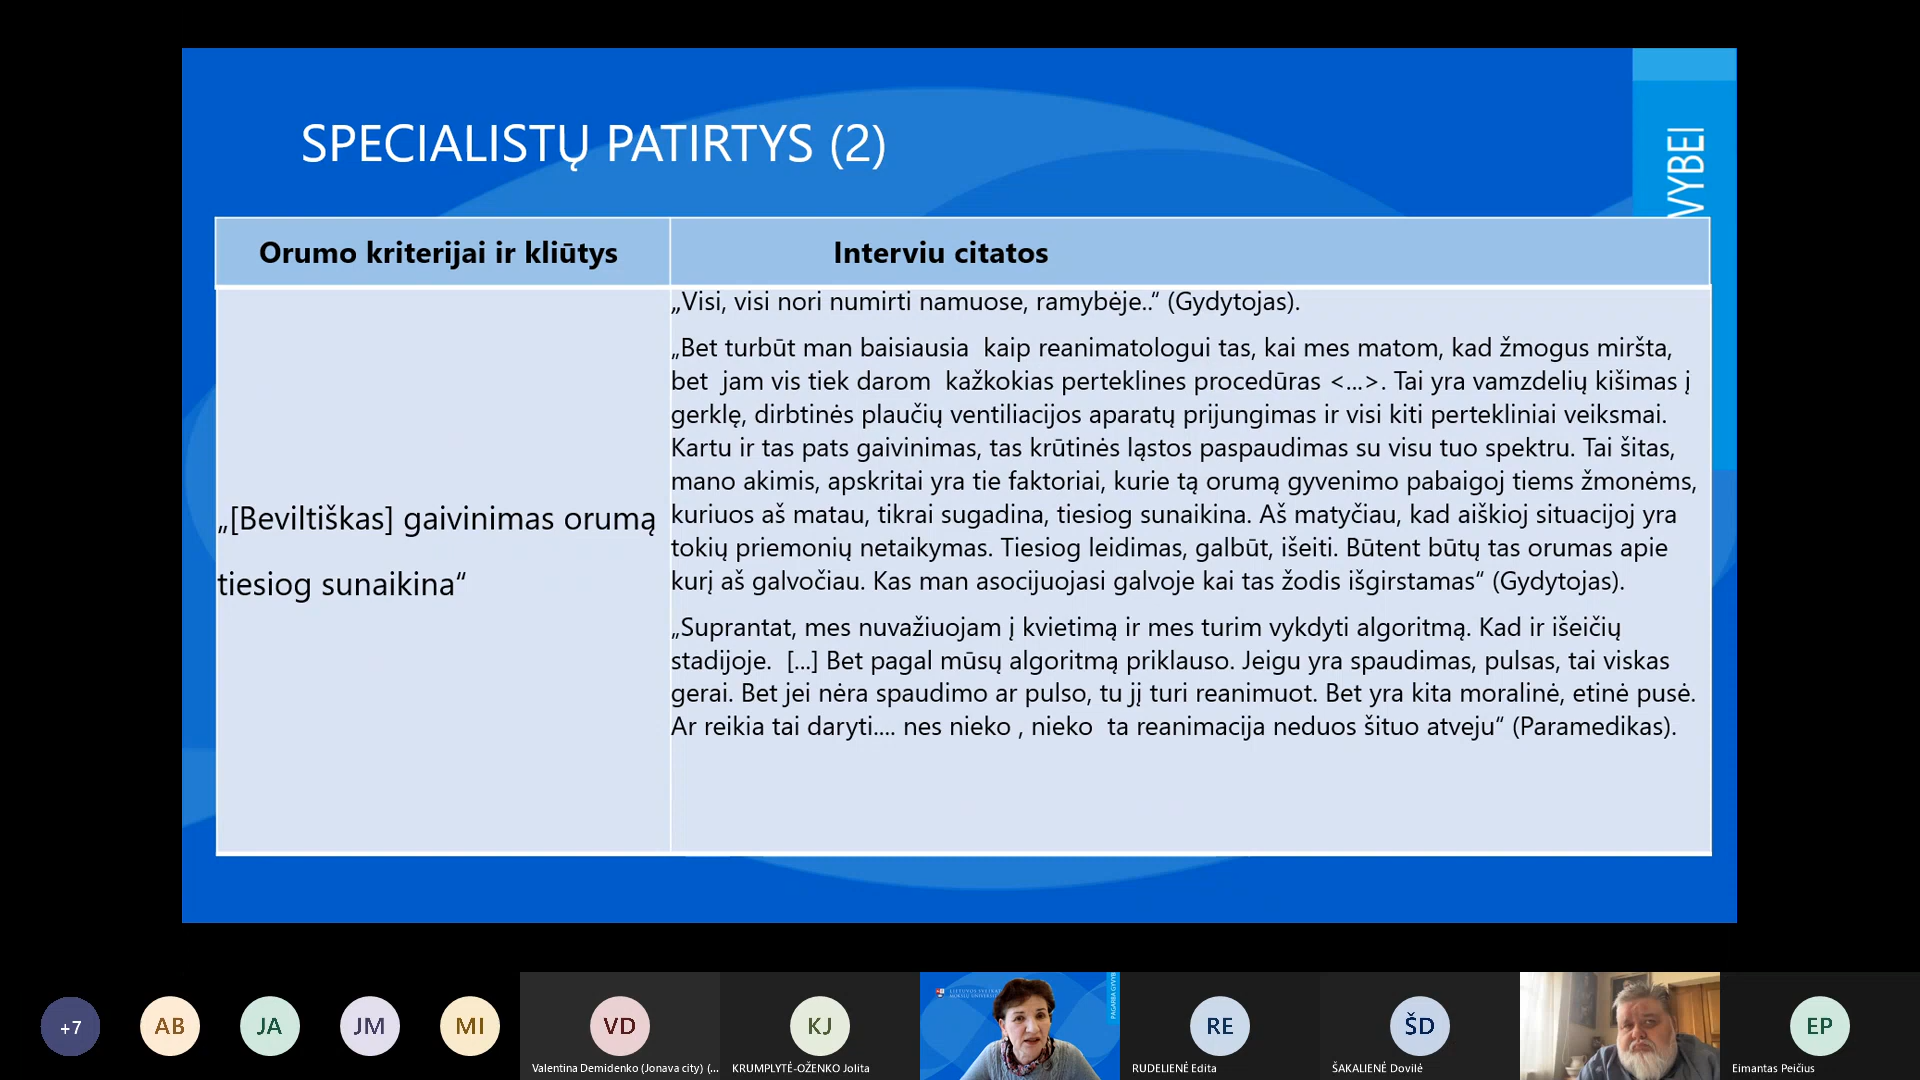 SPECIALISTŲ PATIRTYS (2)
VYBEI
Orumo kriterijai ir kliūtys
Interviu citatos
„[Beviltiškas] gaivinimas orumą
tiesiog sunaikina“
„Visi, visi nori numirti namuose, ramybėje..“ (Gydytojas).
„Bet turbūt man baisiausia  kaip reanimatologui tas, kai mes matom, kad žmogus miršta,
bet  jam vis tiek darom  kažkokias perteklines procedūras <...>. Tai yra vamzdelių kišimas į
gerklę, dirbtinės plaučių ventiliacijos aparatų prijungimas ir visi kiti pertekliniai veiksmai.
Kartu ir tas pats gaivinimas, tas krūtinės ląstos paspaudimas su visu tuo spektru. Tai šitas,
mano akimis, apskritai yra tie faktoriai, kurie tą orumą gyvenimo pabaigoj tiems žmonėms,
kuriuos aš matau, tikrai sugadina, tiesiog sunaikina. Aš matyčiau, kad aiškioj situacijoj yra
tokių priemonių netaikymas. Tiesiog leidimas, galbūt, išeiti. Būtent būtų tas orumas apie
kurį aš galvočiau. Kas man asocijuojasi galvoje kai tas žodis išgirstamas“ (Gydytojas).
„Suprantat, mes nuvažiuojam į kvietimą ir mes turim vykdyti algoritmą. Kad ir išeičių
stadijoje.  [...] Bet pagal mūsų algoritmą priklauso. Jeigu yra spaudimas, pulsas, tai viskas
gerai. Bet jei nėra spaudimo ar pulso, tu jį turi reanimuot. Bet yra kita moralinė, etinė pusė.
Ar reikia tai daryti.... nes nieko , nieko  ta reanimacija neduos šituo atveju“ (Paramedikas).
+7
AB
JA
JM
MI
VD
Valentina Demidenko (Jonava city) (...
KJ
KRUMPLYTĖ-OŽENKO Jolita
RE
RUDELIENĖ Edita
ŠD
ŠAKALIENĖ Dovilė
EP
Eimantas Peičius